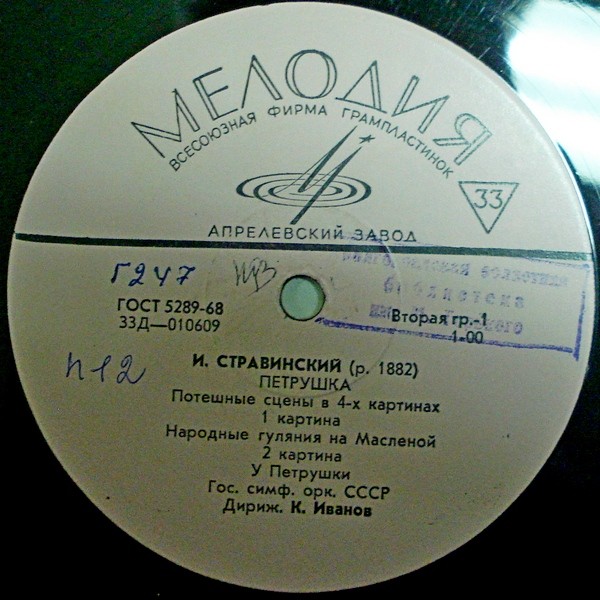 МЕЛОДИЯ
ВСЕСОЮЗНАЯ ФИРМА ГРАМПЛАСТИНОК
33
АПРЕЛЕВСКИЙ ЗАВОД
Г247
ГОСТ 5289-68
33Д—010609
библиотека
Вторая гр.-1
1-00
п12
И. СТРАВИНСКИЙ (р. 1882)
ПЕТРУШКА
Потешные сцены в 4-х картинах
1 картина
Народные гуляния на Масленой
2 картина
У Петрушки
Гос. симф. орк. СССР
Дириж. К. Иванов